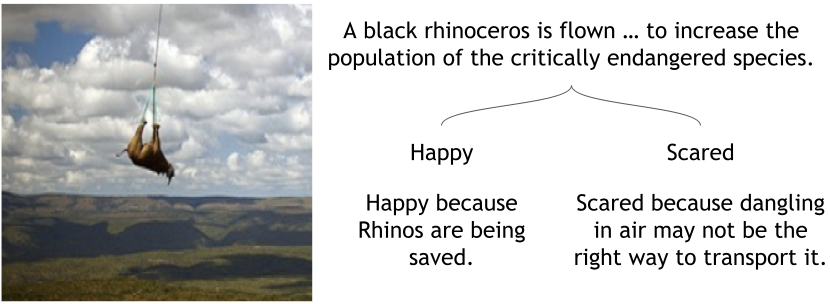 A black rhinoceros is flown … to increase the
population of the critically endangered species.
Happy
Scared
Happy because
Rhinos are being
saved.
Scared because dangling
in air may not be the
right way to transport it.